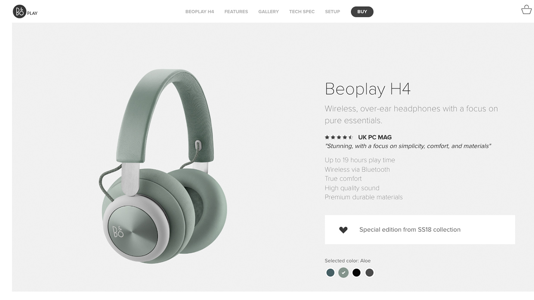 B&O PLAY
BEOPLAY H4 FEATURES GALLERY TECH SPEC SETUP BUY
Beoplay H4
Wireless, over-ear headphones with a focus on
pure essentials.
UK PC MAG
"Stunning, with a focus on simplicity, comfort, and materials"
Up to 19 hours play time
Wireless via Bluetooth
True comfort
High quality sound
Premium durable materials
Special edition from SS18 collection
Selected color: Aloe
B&O